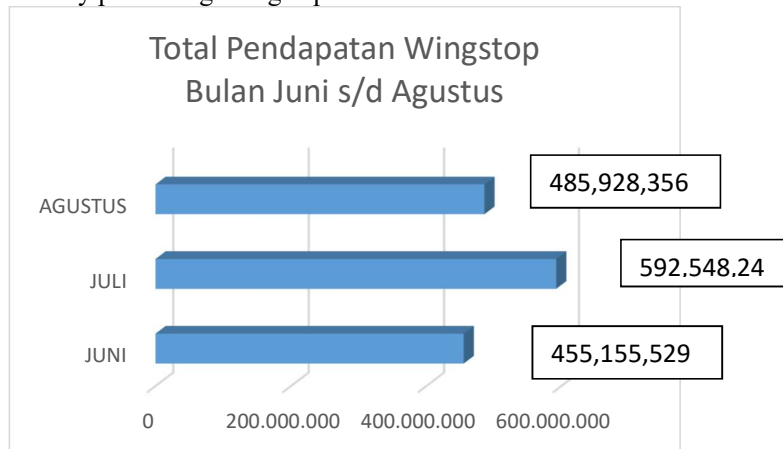 Total Pendapatan Wingstop
Bulan Juni s/d Agustus
AGUSTUS
485,928,356
JULI
592,548,24
JUNI
455,155,529
0 200.000.000 400.000.000 600.000.000